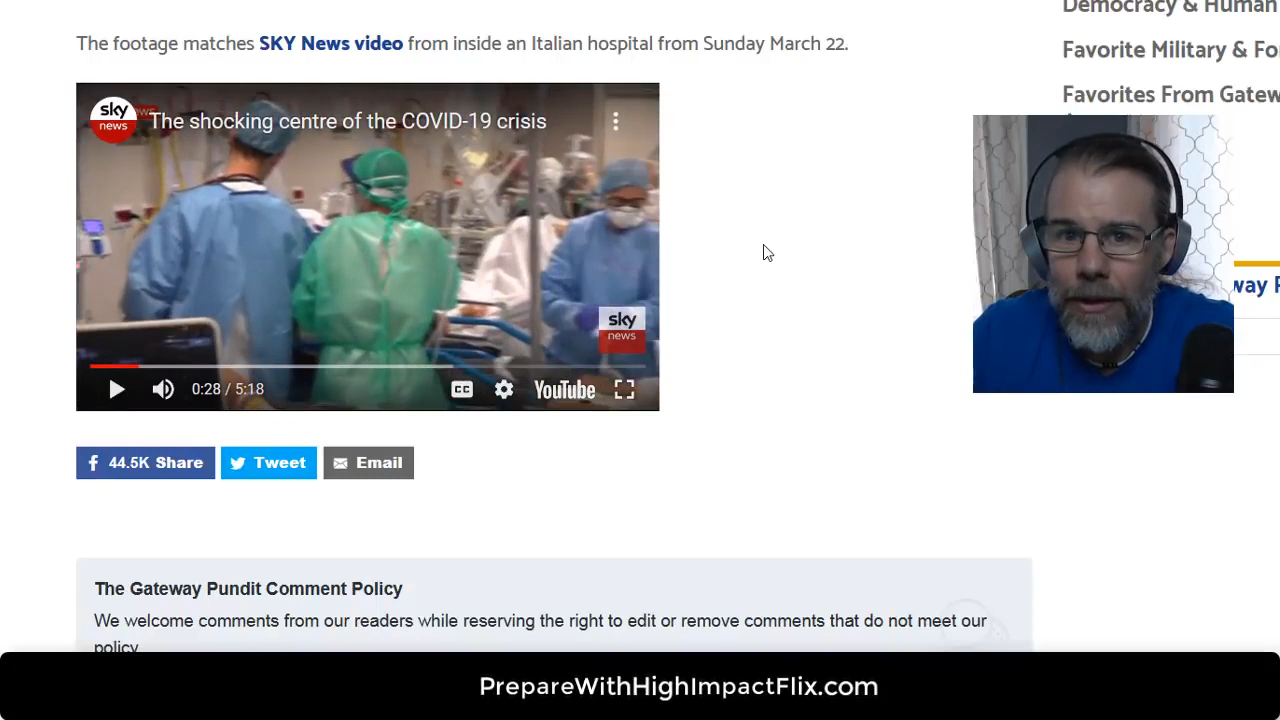 Democracy & Human
The footage matches SKY News video from inside an Italian hospital from Sunday March 22.
Favorite Military & Fo
Favorites From Gatew
sky
news
The shocking centre of the COVID-19 crisis
sky
news
way P
0:28 / 5:18
CC
YouTube
44.5K Share
Tweet
Email
The Gateway Pundit Comment Policy
We welcome comments from our readers while reserving the right to edit or remove comments that do not meet our
policy
PrepareWithHighImpactFlix.com